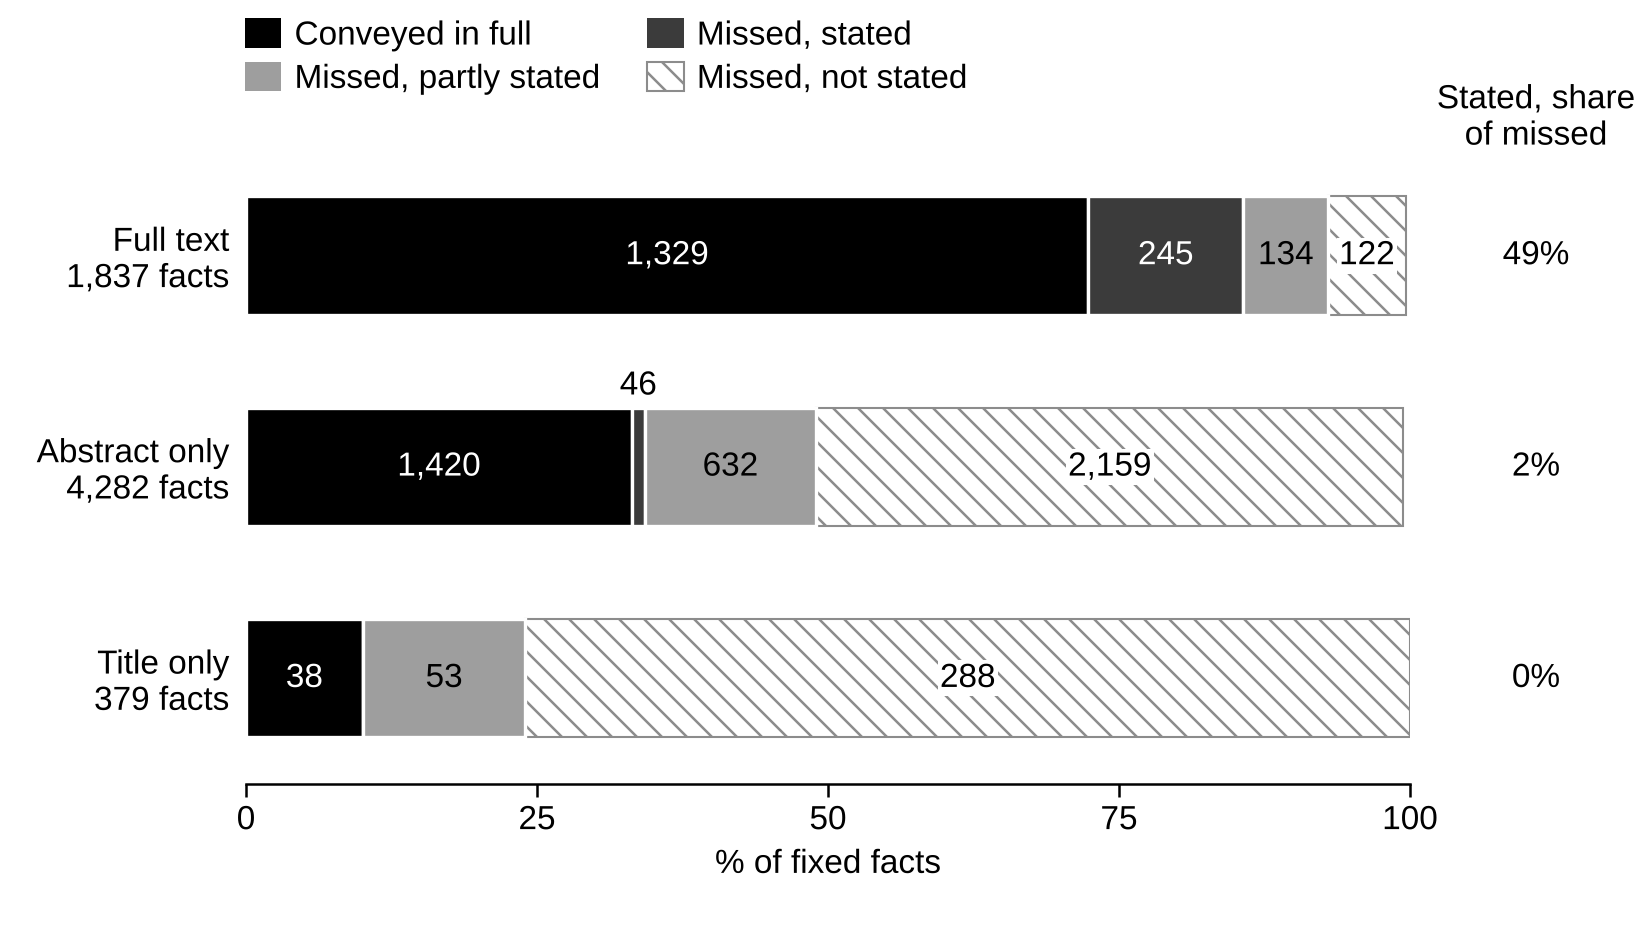 Conveyed in full
Missed, stated
Missed, partly stated
Missed, not stated
Stated, share
of missed
Full text
1,837 facts
1,329
245
134
122
49%
46
Abstract only
4,282 facts
1,420
632
2,159
2%
Title only
379 facts
38
53
288
0%
0
25
50
75
100
% of fixed facts